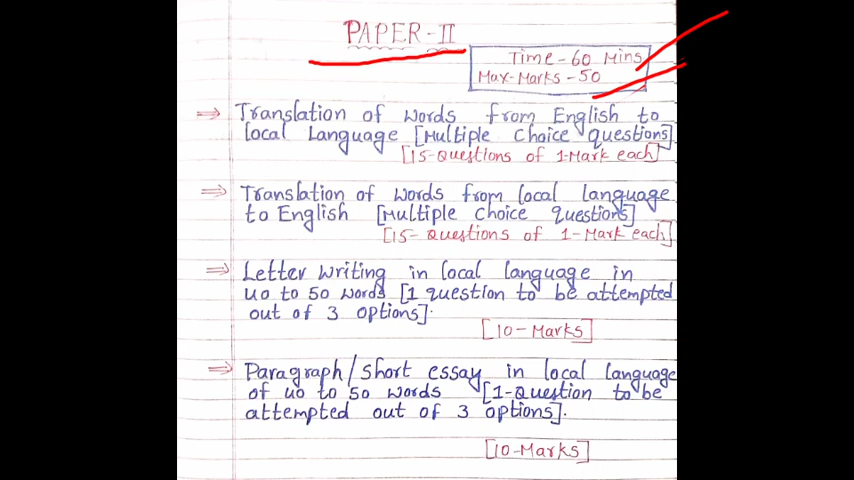 PAPER-II
Time-60 Mins
Max-Marks-50
⇒ Translation of words from English to
local Language [Multiple Choice questions]
[15-Questions of 1-Mark each]
⇒ Translation of words from local language
to English [Multiple Choice questions]
[15- Questions of 1-Mark each]
⇒ Letter Writing in local language in
40 to 50 words [1 question to be attempted
out of 3 options].
[10-Marks]
⇒ Paragraph/Short essay in local language
of 40 to 50 words [1-Question to be
attempted out of 3 options].
[10-Marks]